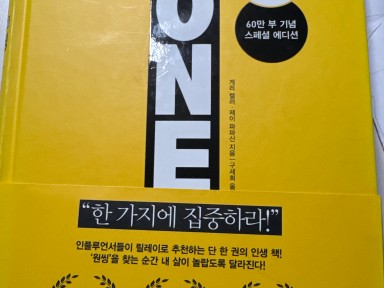 60만 부 기념
스페셜 에디션
ONE
게리 켈러·제이 파파산 지음 | 구세희 옮
“한 가지에 집중하라!”
인플루언서들이 릴레이로 추천하는 단 한 권의 인생 책!
‘원씽’을 찾는 순간 내 삶이 놀랍도록 달라진다!